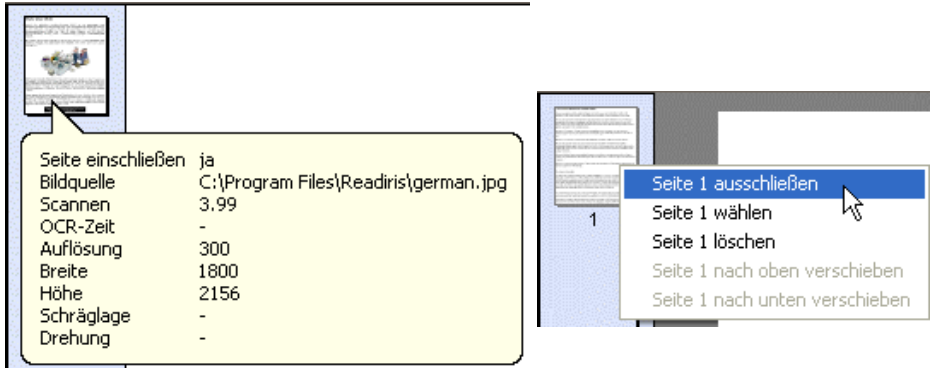 Seite einschließen ja
Bildquelle C:\Program Files\Readiris\german.jpg
Scannen 3.99
OCR-Zeit -
Auflösung 300
Breite 1800
Höhe 2156
Schräglage -
Drehung -
1
Seite 1 ausschließen
Seite 1 wählen
Seite 1 löschen
Seite 1 nach oben verschieben
Seite 1 nach unten verschieben